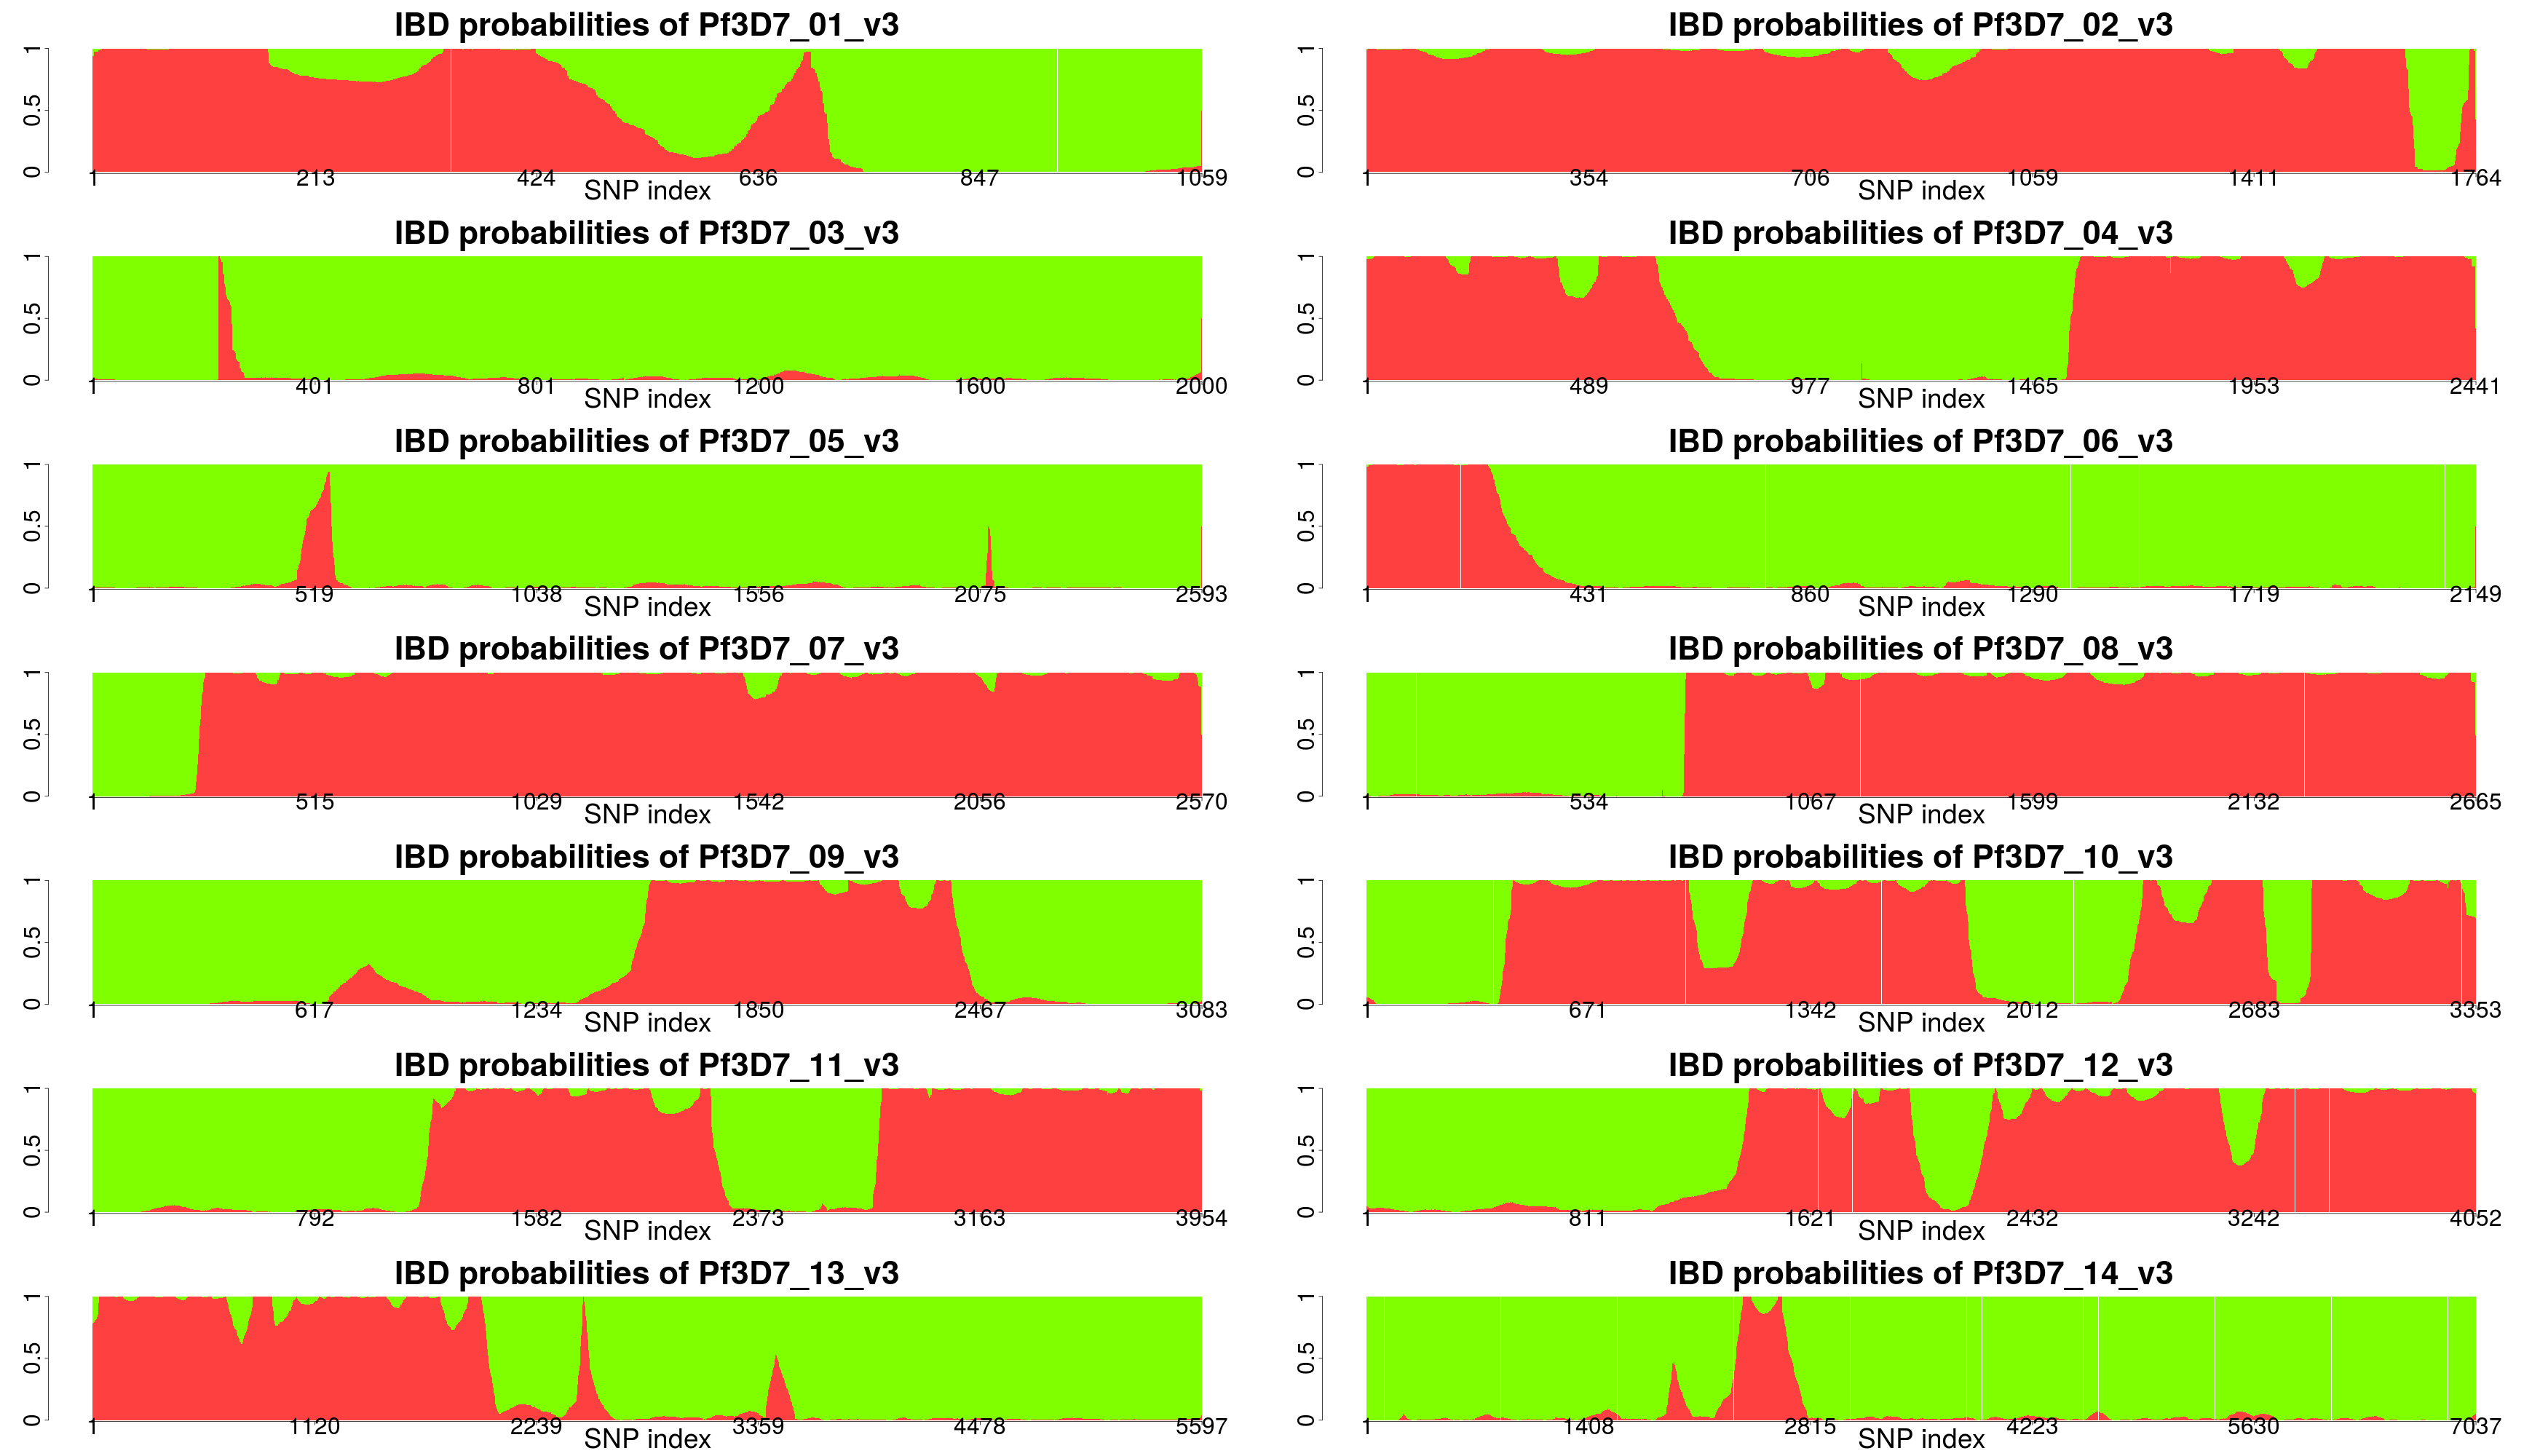 IBD probabilities of Pf3D7_01_v3
0 0.5 1
1 213 424 636 847 1059
SNP index
IBD probabilities of Pf3D7_02_v3
0 0.5 1
1 354 706 1059 1411 1764
SNP index
IBD probabilities of Pf3D7_03_v3
0 0.5 1
1 401 801 1200 1600 2000
SNP index
IBD probabilities of Pf3D7_04_v3
0 0.5 1
1 489 977 1465 1953 2441
SNP index
IBD probabilities of Pf3D7_05_v3
0 0.5 1
1 519 1038 1556 2075 2593
SNP index
IBD probabilities of Pf3D7_06_v3
0 0.5 1
1 431 860 1290 1719 2149
SNP index
IBD probabilities of Pf3D7_07_v3
0 0.5 1
1 515 1029 1542 2056 2570
SNP index
IBD probabilities of Pf3D7_08_v3
0 0.5 1
1 534 1067 1599 2132 2665
SNP index
IBD probabilities of Pf3D7_09_v3
0 0.5 1
1 617 1234 1850 2467 3083
SNP index
IBD probabilities of Pf3D7_10_v3
0 0.5 1
1 671 1342 2012 2683 3353
SNP index
IBD probabilities of Pf3D7_11_v3
0 0.5 1
1 792 1582 2373 3163 3954
SNP index
IBD probabilities of Pf3D7_12_v3
0 0.5 1
1 811 1621 2432 3242 4052
SNP index
IBD probabilities of Pf3D7_13_v3
0 0.5 1
1 1120 2239 3359 4478 5597
SNP index
IBD probabilities of Pf3D7_14_v3
0 0.5 1
1 1408 2815 4223 5630 7037
SNP index